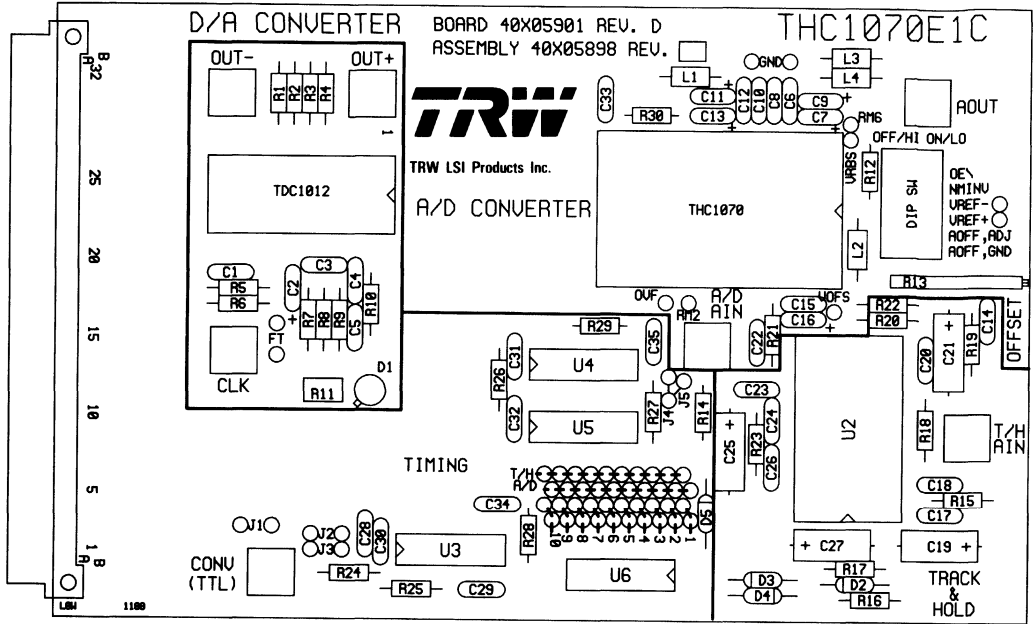 D/A CONVERTER
BOARD 40X05901 REV. D
ASSEMBLY 40X05898 REV.
THC1070E1C
OUT-
OUT+
R1
R2
R3
R4
1
TRW
TRW LSI Products Inc.
A/D CONVERTER
TDC1012
C1
R5
R6
C2
C3
C4
C5
R7
R8
R9
R10
+
FT
CLK
R11
D1
B
A
32
25
20
15
10
5
1
A
B
LOW
1100
GND
L1
L3
L4
C33
R30
C11
C13
C12
C10
C8
C6
C9
C7
+
+
+
+
RM6
VRBS
AOUT
OFF/HI ON/LO
R12
DIP SW
OE\
NMINV
VREF-
VREF+
AOFF,ADJ
AOFF,GND
THC1070
L2
R13
OVF
RM2
A/D
AIN
C15
C16
WOFS
+
R22
R20
R21
C22
C35
R29
C31
U4
R26
C32
U5
R27
J4
J5
R14
C20
C21 +
R19
C14
OFFSET
C23
C24
C25 +
R23
C26
U2
R18
T/H
AIN
C18
R15
C17
TIMING
T/H
A/D
C34
R28
10
9
8
7
6
5
4
3
2
1
D5
J1
J2
J3
C28
C30
U3
CONV
(TTL)
R24
R25
C29
U6
+ C27
C19 +
R17
D3
D2
D4
R16
TRACK
&
HOLD